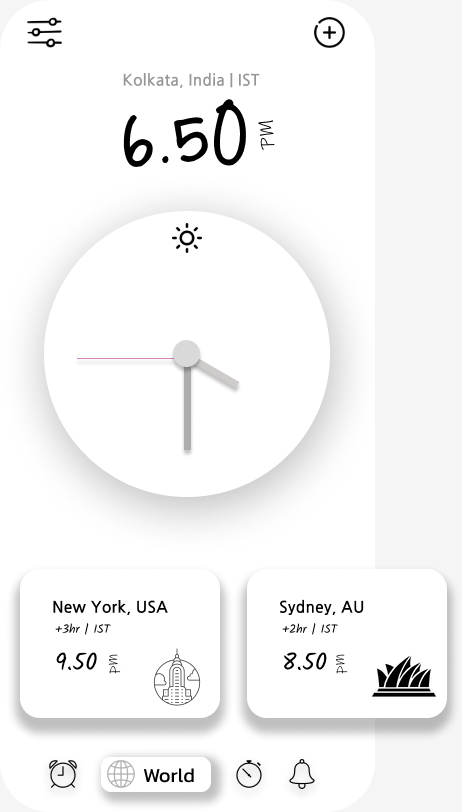 Kolkata, India | IST
6.50 PM
New York, USA
+3hr | IST
9.50 PM
Sydney, AU
+2hr | IST
8.50 PM
World